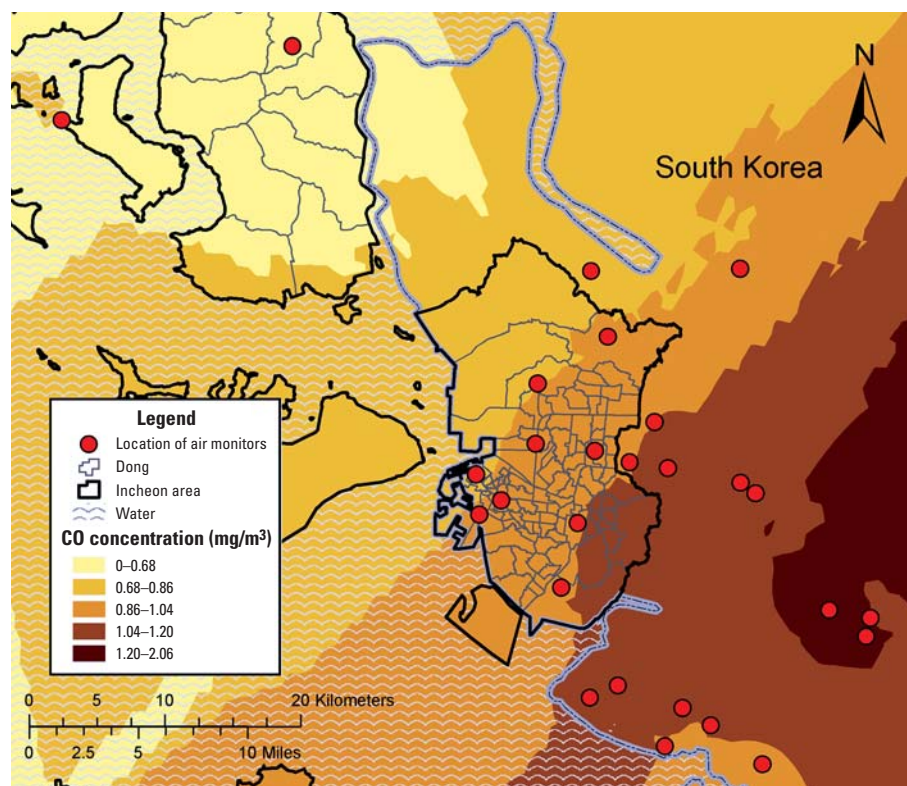 N
South Korea
Legend
Location of air monitors
Dong
Incheon area
Water
CO concentration (mg/m³)
0–0.68
0.68–0.86
0.86–1.04
1.04–1.20
1.20–2.06
0 5 10 20 Kilometers
0 2.5 5 10 Miles